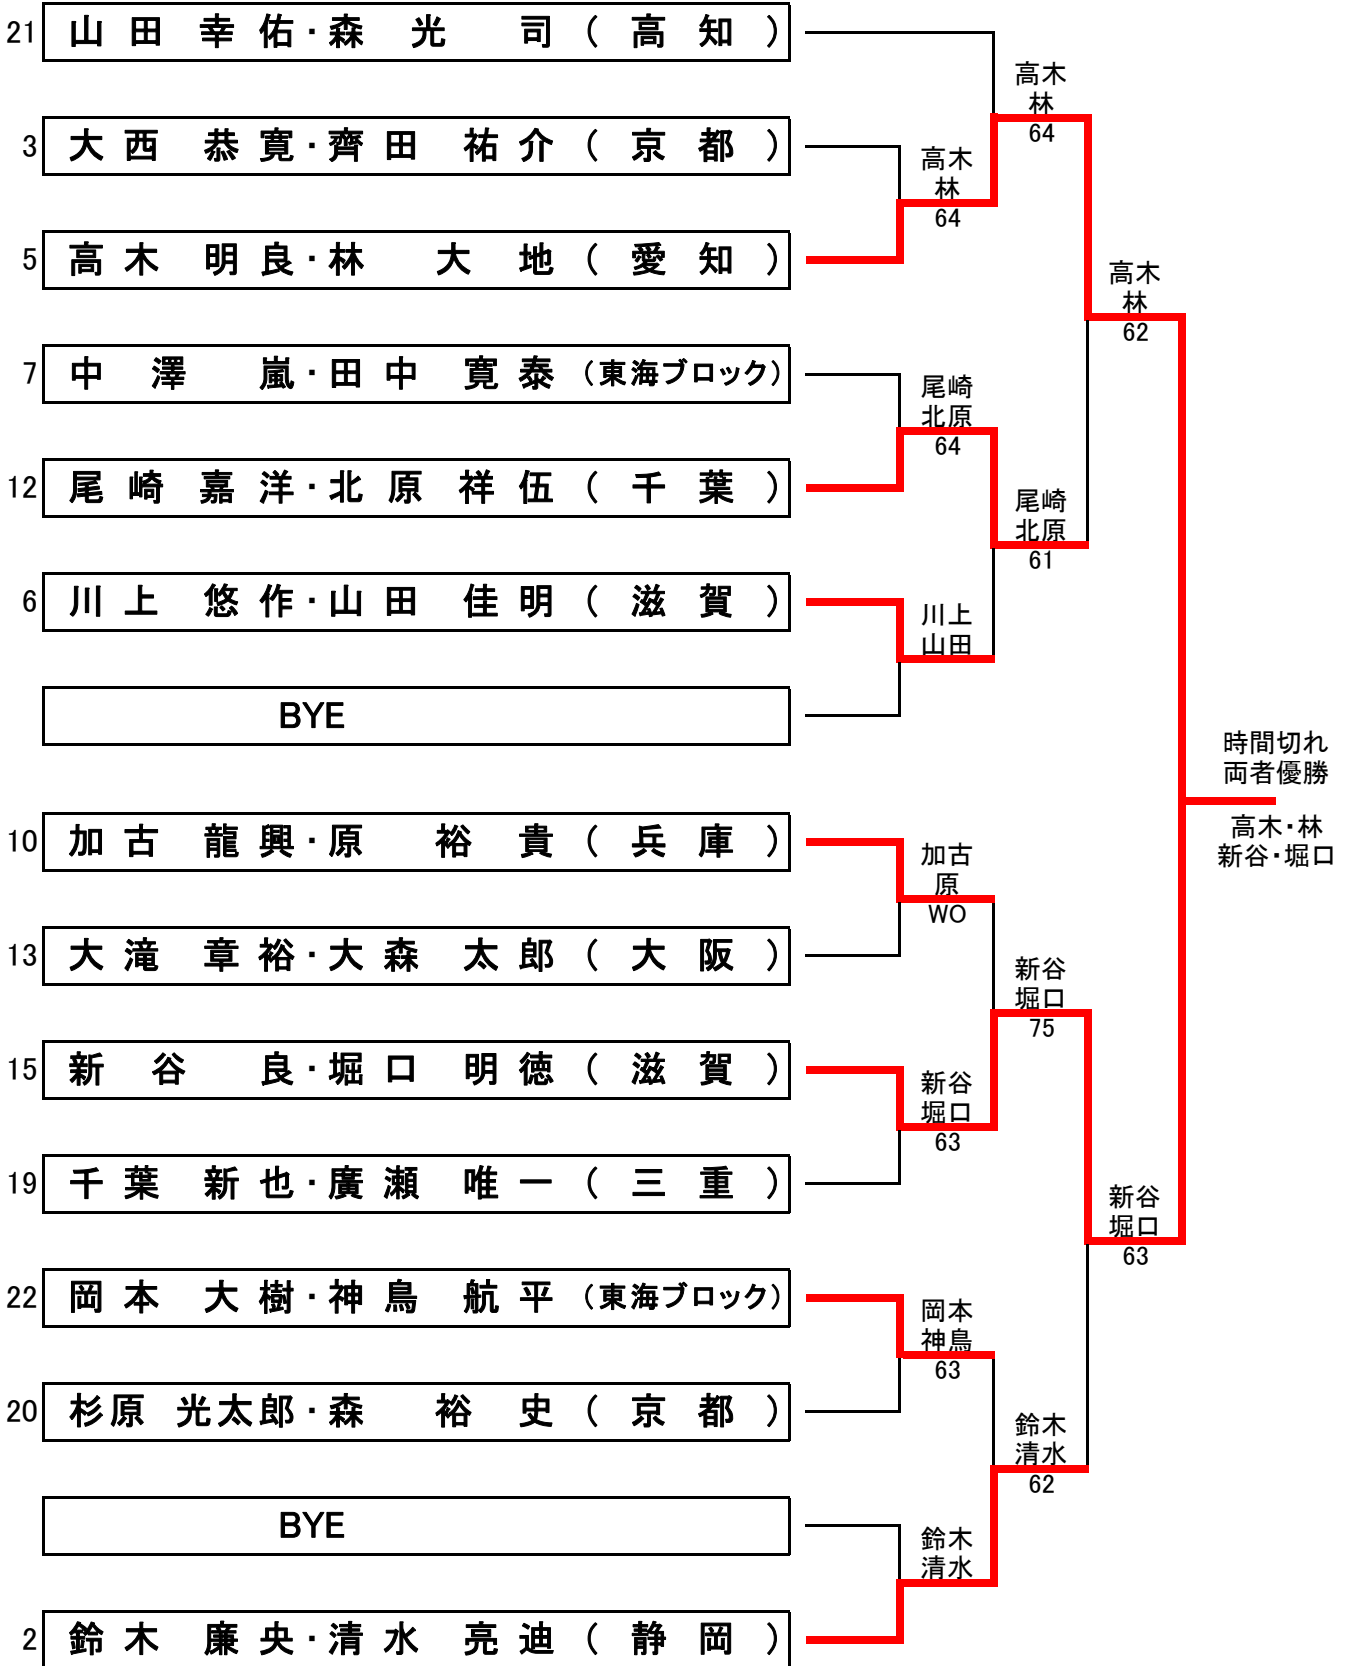 21 山田 幸佑・森 光司(高知)
高木
林
64
3 大西 恭寛・齊田 祐介(京都)
高木
林
64
5 高木 明良・林 大地(愛知)
高木
林
62
7 中澤 嵐・田中 寛泰(東海ブロック)
尾崎
北原
64
12 尾崎 嘉洋・北原 祥伍(千葉)
尾崎
北原
61
6 川上 悠作・山田 佳明(滋賀)
川上
山田
BYE
時間切れ
両者優勝
高木・林
新谷・堀口
10 加古 龍興・原 裕貴(兵庫)
加古
原
WO
13 大滝 章裕・大森 太郎(大阪)
新谷
堀口
75
15 新谷 良・堀口 明徳(滋賀)
新谷
堀口
63
19 千葉 新也・廣瀬 唯一(三重)
新谷
堀口
63
22 岡本 大樹・神鳥 航平(東海ブロック)
岡本
神鳥
63
20 杉原 光太郎・森 裕史(京都)
鈴木
清水
62
BYE
鈴木
清水
2 鈴木 廉央・清水 亮迪(静岡)